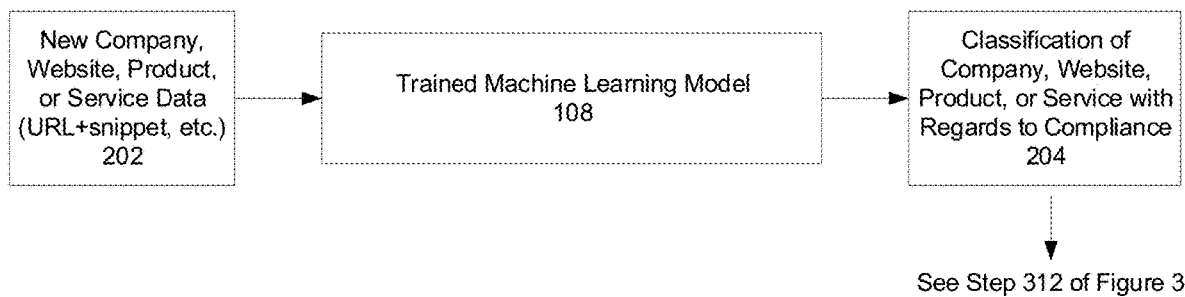 New Company,
Website, Product,
or Service Data
(URL+snippet, etc.)
202
Trained Machine Learning Model
108
Classification of
Company, Website,
Product, or Service with
Regards to Compliance
204
See Step 312 of Figure 3